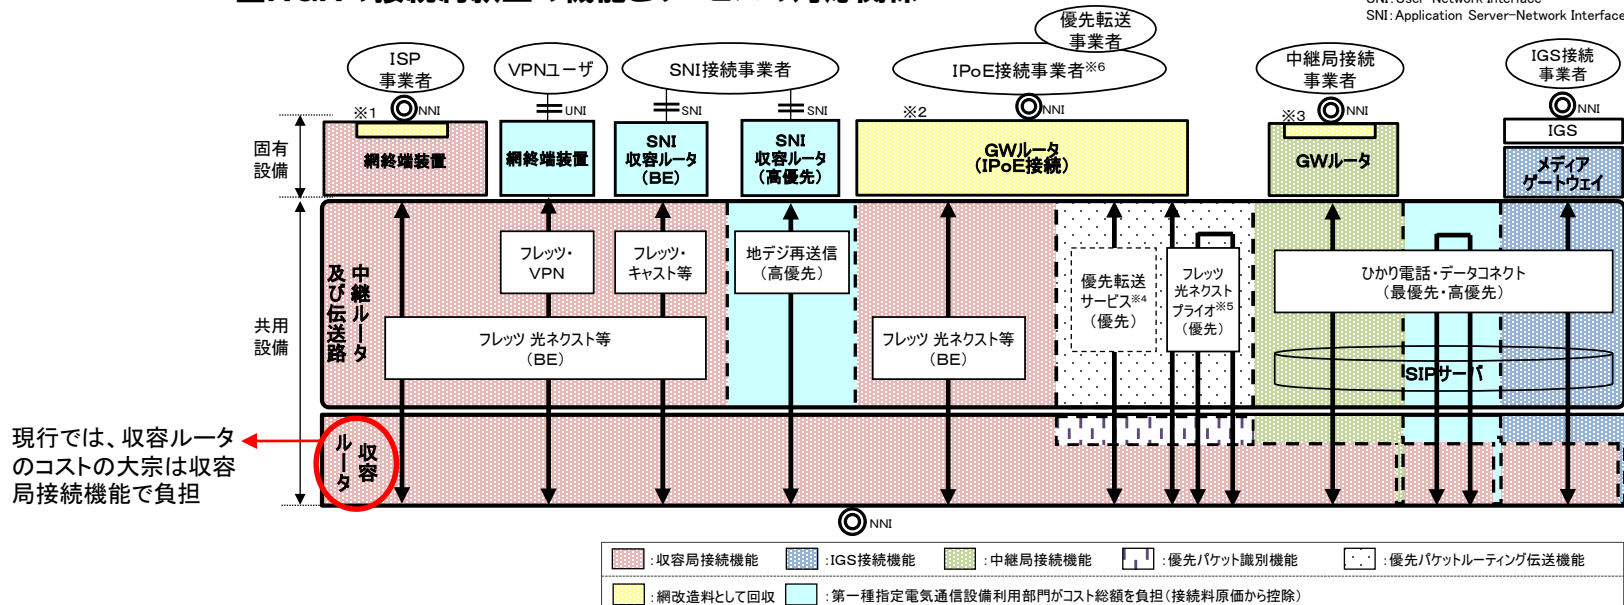 SNI:Application Server-Network Interface
優先転送
事業者
ISP
事業者
VPNユーザ
SNI接続事業者
IPoE接続事業者※6
中継局接続
事業者
IGS接続
事業者
※1
NNI
UNI
SNI
SNI
※2
NNI
※3
NNI
NNI
固有
設備
網終端装置
網終端装置
SNI
収容ルータ
(BE)
SNI
収容ルータ
(高優先)
GWルータ
(IPoE接続)
GWルータ
IGS
メディア
ゲートウェイ
共用
設備
中継ルータ
及び伝送路
フレッツ・
VPN
フレッツ・
キャスト等
地デジ再送信
(高優先)
フレッツ 光ネクスト等
(BE)
フレッツ 光ネクスト等
(BE)
優先転送
サービス※4
(優先)
フレッツ
光ネクスト
プライオ※5
(優先)
ひかり電話・データコネクト
(最優先・高優先)
SIPサーバ
収容
ルータ
現行では、収容ルータ
のコストの大宗は収容
局接続機能で負担
NNI
:収容局接続機能
:IGS接続機能
:中継局接続機能
:優先パケット識別機能
:優先パケットルーティング伝送機能
:網改造料として回収
:第一種指定電気通信設備利用部門がコスト総額を負担(接続料原価から控除)